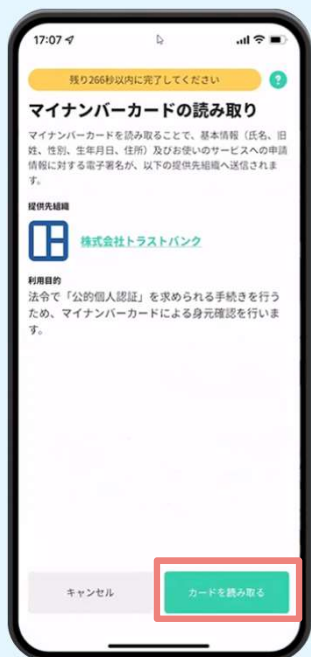 17:07
残り266秒以内に完了してください
?
マイナンバーカードの読み取り
マイナンバーカードを読み取ることで、基本情報（氏名、旧
姓、性別、生年月日、住所）及びお使いのサービスへの申請
情報に対する電子署名が、以下の提供先組織へ送信されま
す。
提供先組織
株式会社トラストバンク
利用目的
法令で「公的個人認証」を求められる手続きを行う
ため、マイナンバーカードによる身元確認を行いま
す。
キャンセル
カードを読み取る